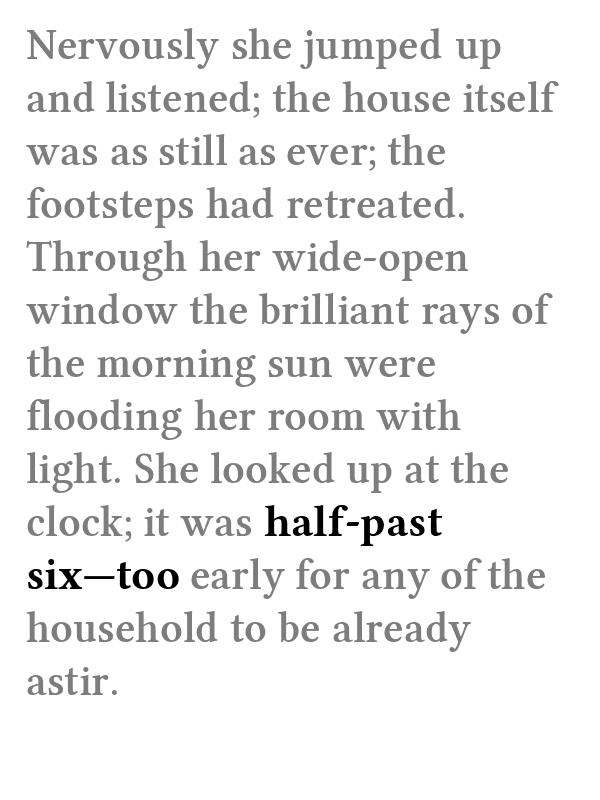 Nervously she jumped up
and listened; the house itself
was as still as ever; the
footsteps had retreated.
Through her wide-open
window the brilliant rays of
the morning sun were
flooding her room with
light. She looked up at the
clock; it was half-past
six—too early for any of the
household to be already
astir.